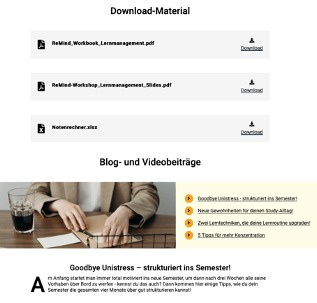 Download-Material
ReMind_Workbook_Lernmanagement.pdf
Download
ReMind-Workshop_Lernmanagement_Slides.pdf
Download
Notenrechner.xlsx
Download
Blog- und Videobeiträge
Goodbye Unistress - strukturiert ins Semester!
Neue Gewohnheiten für deinen Study-Alltag!
Zwei Lerntechniken, die deine Lernroutine upgraden!
5 Tipps für mehr Konzentration
Goodbye Unistress – strukturiert ins Semester!
Am Anfang startet man immer total motiviert ins neue Semester, um dann nach drei Wochen alle seine
Vorhaben über Bord zu werfen - kennst du das auch? Dann kommen hier einige Tipps, wie du dein
Semester die gesamten vier Monate über gut strukturieren kannst!